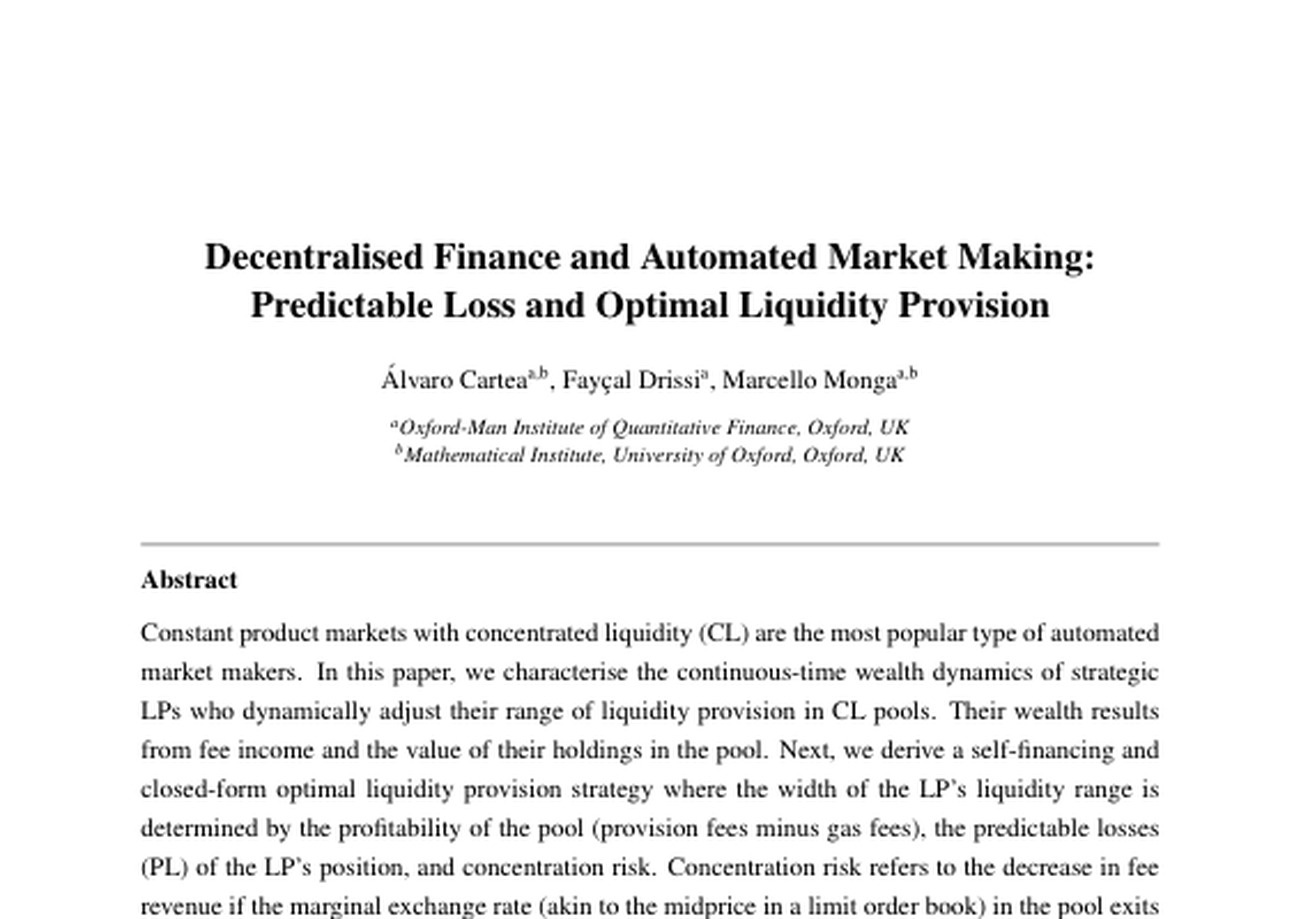 Decentralised Finance and Automated Market Making:
Predictable Loss and Optimal Liquidity Provision
Álvaro Cartea^a,b, Fayçal Drissi^a, Marcello Monga^a,b
^aOxford-Man Institute of Quantitative Finance, Oxford, UK
^bMathematical Institute, University of Oxford, Oxford, UK
Abstract
Constant product markets with concentrated liquidity (CL) are the most popular type of automated
market makers. In this paper, we characterise the continuous-time wealth dynamics of strategic
LPs who dynamically adjust their range of liquidity provision in CL pools. Their wealth results
from fee income and the value of their holdings in the pool. Next, we derive a self-financing and
closed-form optimal liquidity provision strategy where the width of the LP's liquidity range is
determined by the profitability of the pool (provision fees minus gas fees), the predictable losses
(PL) of the LP's position, and concentration risk. Concentration risk refers to the decrease in fee
revenue if the marginal exchange rate (akin to the midprice in a limit order book) in the pool exits